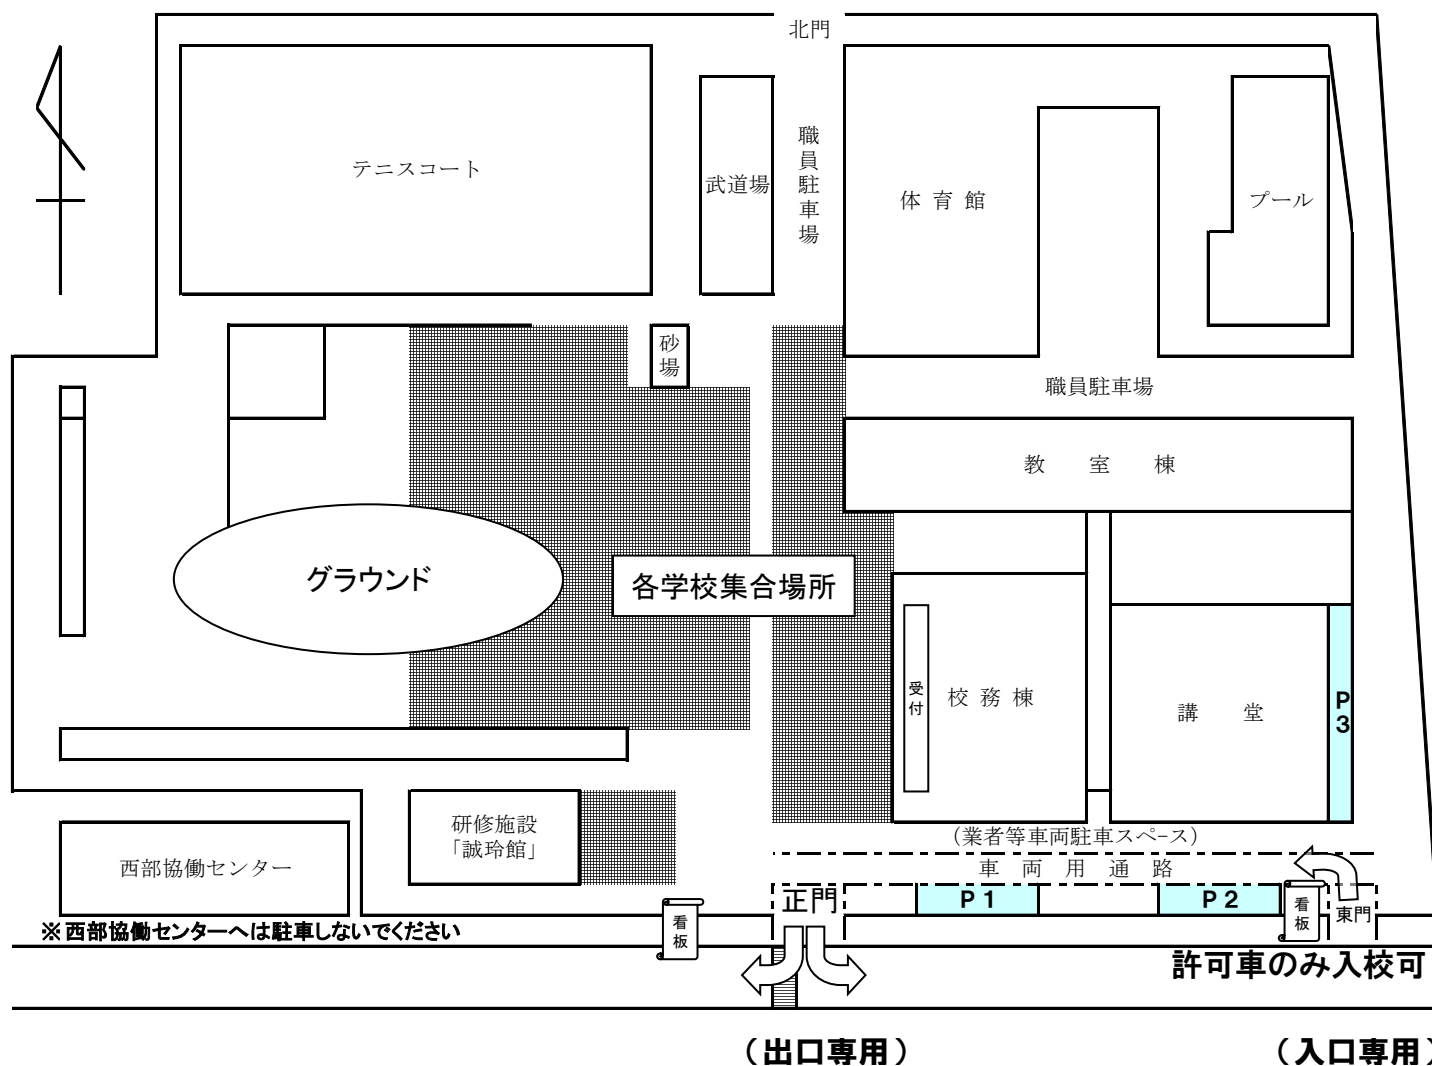 北門
テニスコート
武道場
職員駐車場
体育館
プール
砂場
職員駐車場
教室棟
グラウンド
各学校集合場所
受付
校務棟
講堂
P3
研修施設
「誠玲館」
西部協働センター
(業者等車両駐車スペース)
車両用通路
正門
P1
P2
看板
看板
東門
※西部協働センターへは駐車しないでください
許可車のみ入校可
(出口専用)
(入口専用)